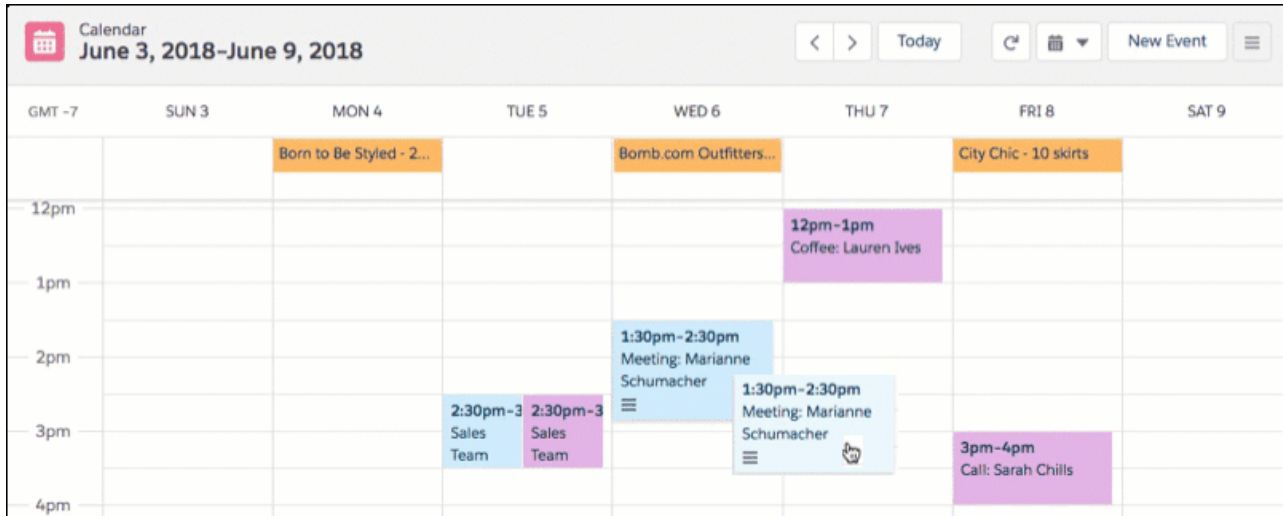 Calendar
June 3, 2018–June 9, 2018
Today
New Event
GMT -7
SUN 3
MON 4
TUE 5
WED 6
THU 7
FRI 8
SAT 9
Born to Be Styled - 2...
Bomb.com Outfitters...
City Chic - 10 skirts
12pm
12pm–1pm
Coffee: Lauren Ives
1pm
1:30pm–2:30pm
Meeting: Marianne
Schumacher
2pm
1:30pm–2:30pm
Meeting: Marianne
Schumacher
2:30pm–3
Sales
Team
2:30pm–3
Sales
Team
3pm
3pm–4pm
Call: Sarah Chills
4pm